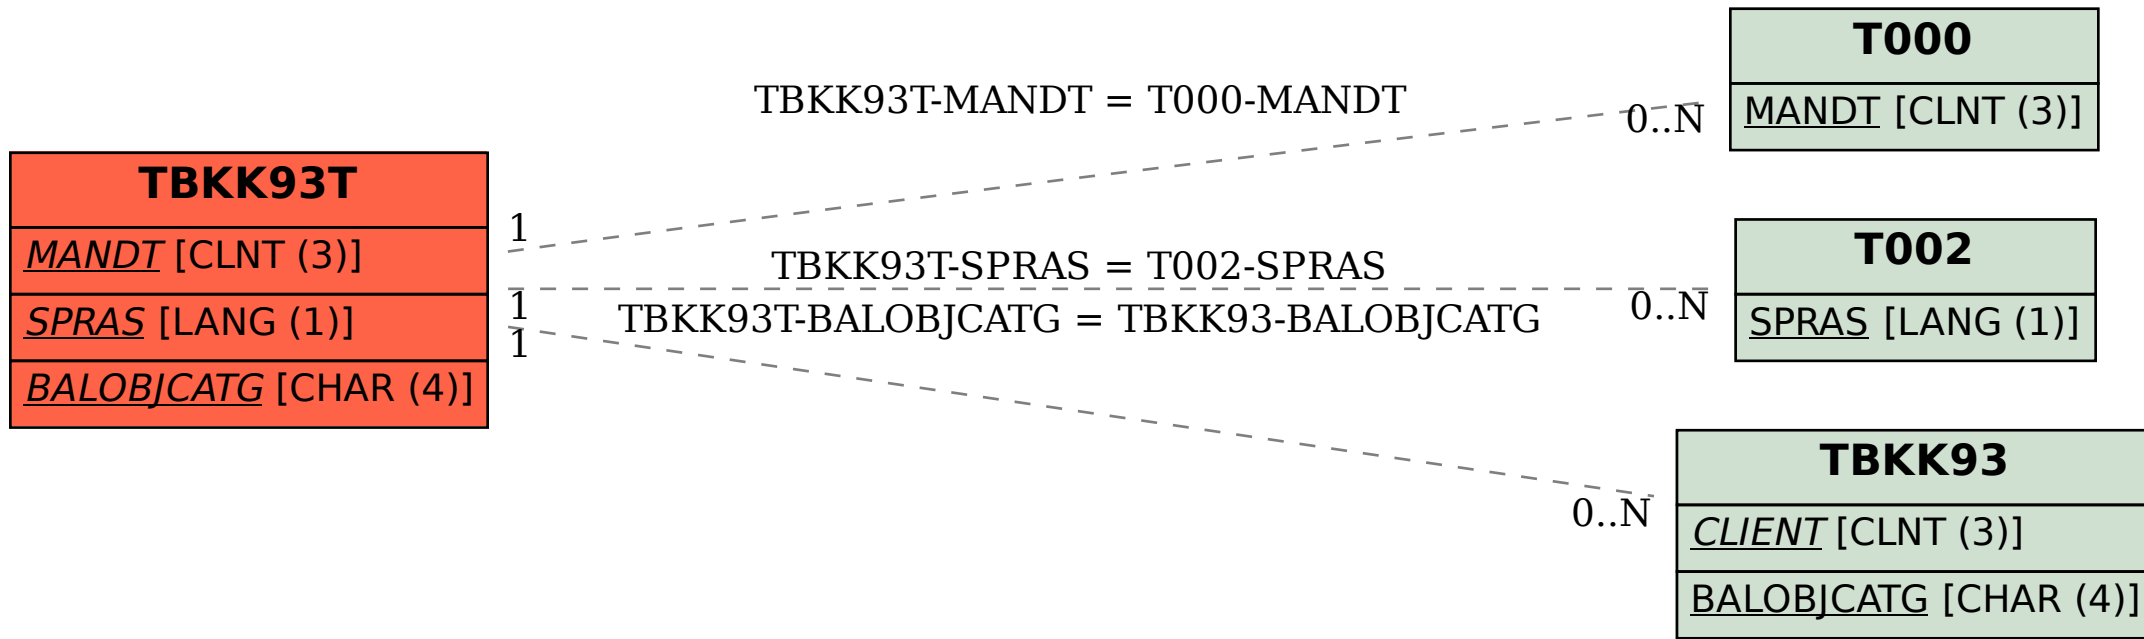 TBKK93T
MANDT [CLNT (3)]
SPRAS [LANG (1)]
BALOBJCATG [CHAR (4)]
TBKK93T-MANDT = T000-MANDT
1
0..N
TBKK93T-SPRAS = T002-SPRAS
1
0..N
TBKK93T-BALOBJCATG = TBKK93-BALOBJCATG
1
0..N
T000
MANDT [CLNT (3)]
T002
SPRAS [LANG (1)]
TBKK93
CLIENT [CLNT (3)]
BALOBJCATG [CHAR (4)]